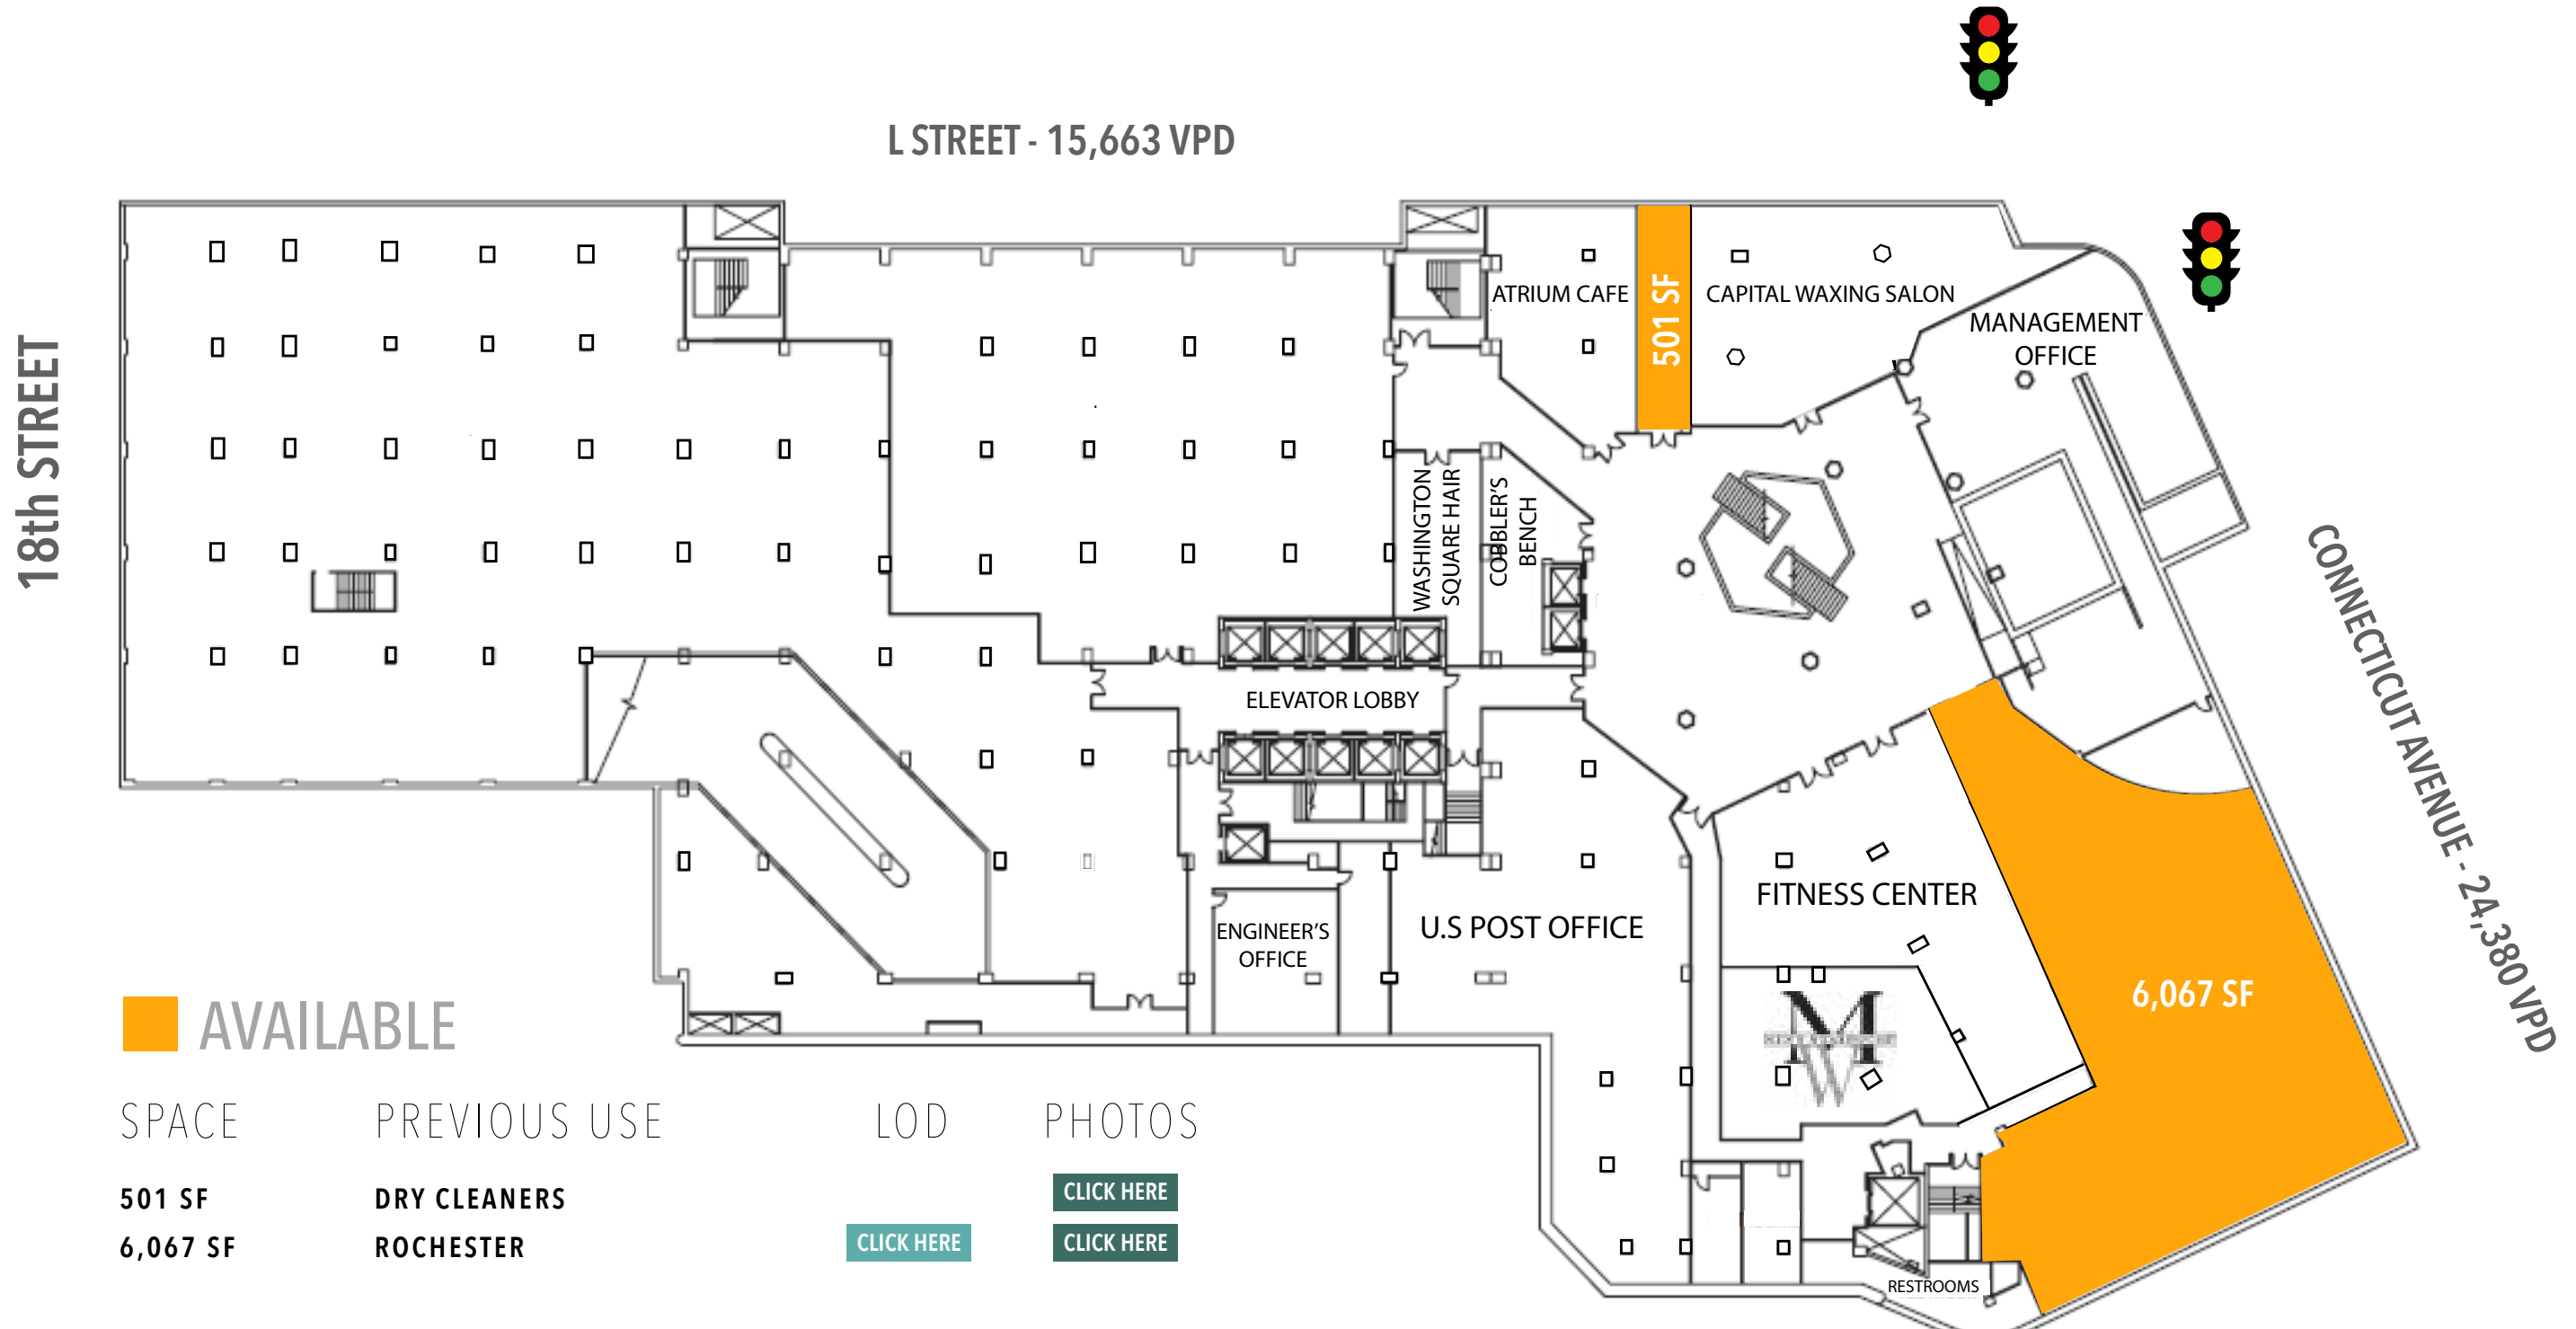 L STREET - 15,663 VPD
18th STREET
ATRIUM CAFE
501 SF
CAPITAL WAXING SALON
MANAGEMENT
OFFICE
WASHINGTON
SQUARE HAIR
COBBLER'S
BENCH
CONNECTICUT AVENUE - 24,380 VPD
ELEVATOR LOBBY
FITNESS CENTER
U.S POST OFFICE
ENGINEER'S
OFFICE
6,067 SF
M
W
RESTROOMS
AVAILABLE
SPACE PREVIOUS USE LOD PHOTOS
501 SF DRY CLEANERS CLICK HERE
6,067 SF ROCHESTER CLICK HERE CLICK HERE